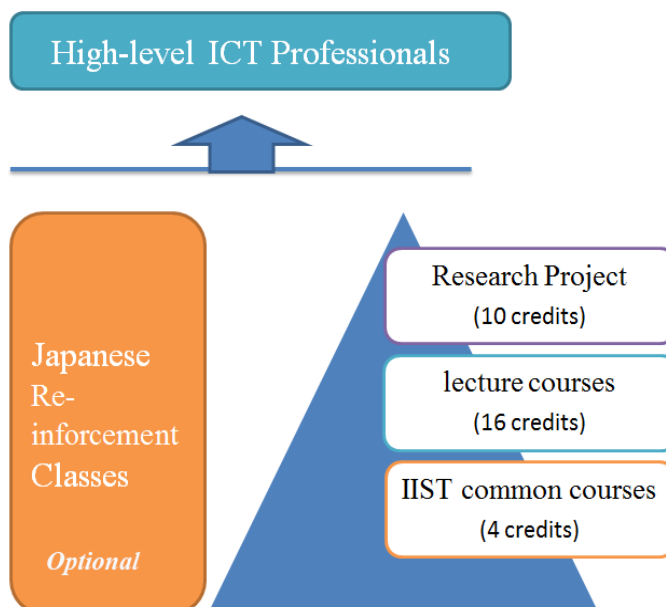 High-level ICT Professionals
Japanese
Re-
inforcement
Classes
Optional
Research Project
(10 credits)
lecture courses
(16 credits)
IIST common courses
(4 credits)